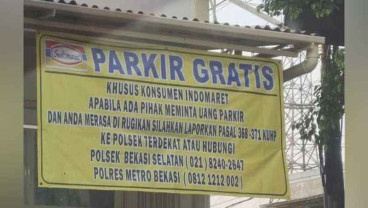 PARKIR GRATIS
KHUSUS KONSUMEN INDOMARET
APABILA ADA PIHAK MEMINTA UANG PARKIR
DAN ANDA MERASA DI RUGIKAN SILAHKAN LAPORKAN PASAL 368-371 KUHP
KE POLSEK TERDEKAT ATAU HUBUNGI
POLSEK BEKASI SELATAN ( 021 ) 8240-2647
POLRES METRO BEKASI ( 0812 1212 002 )